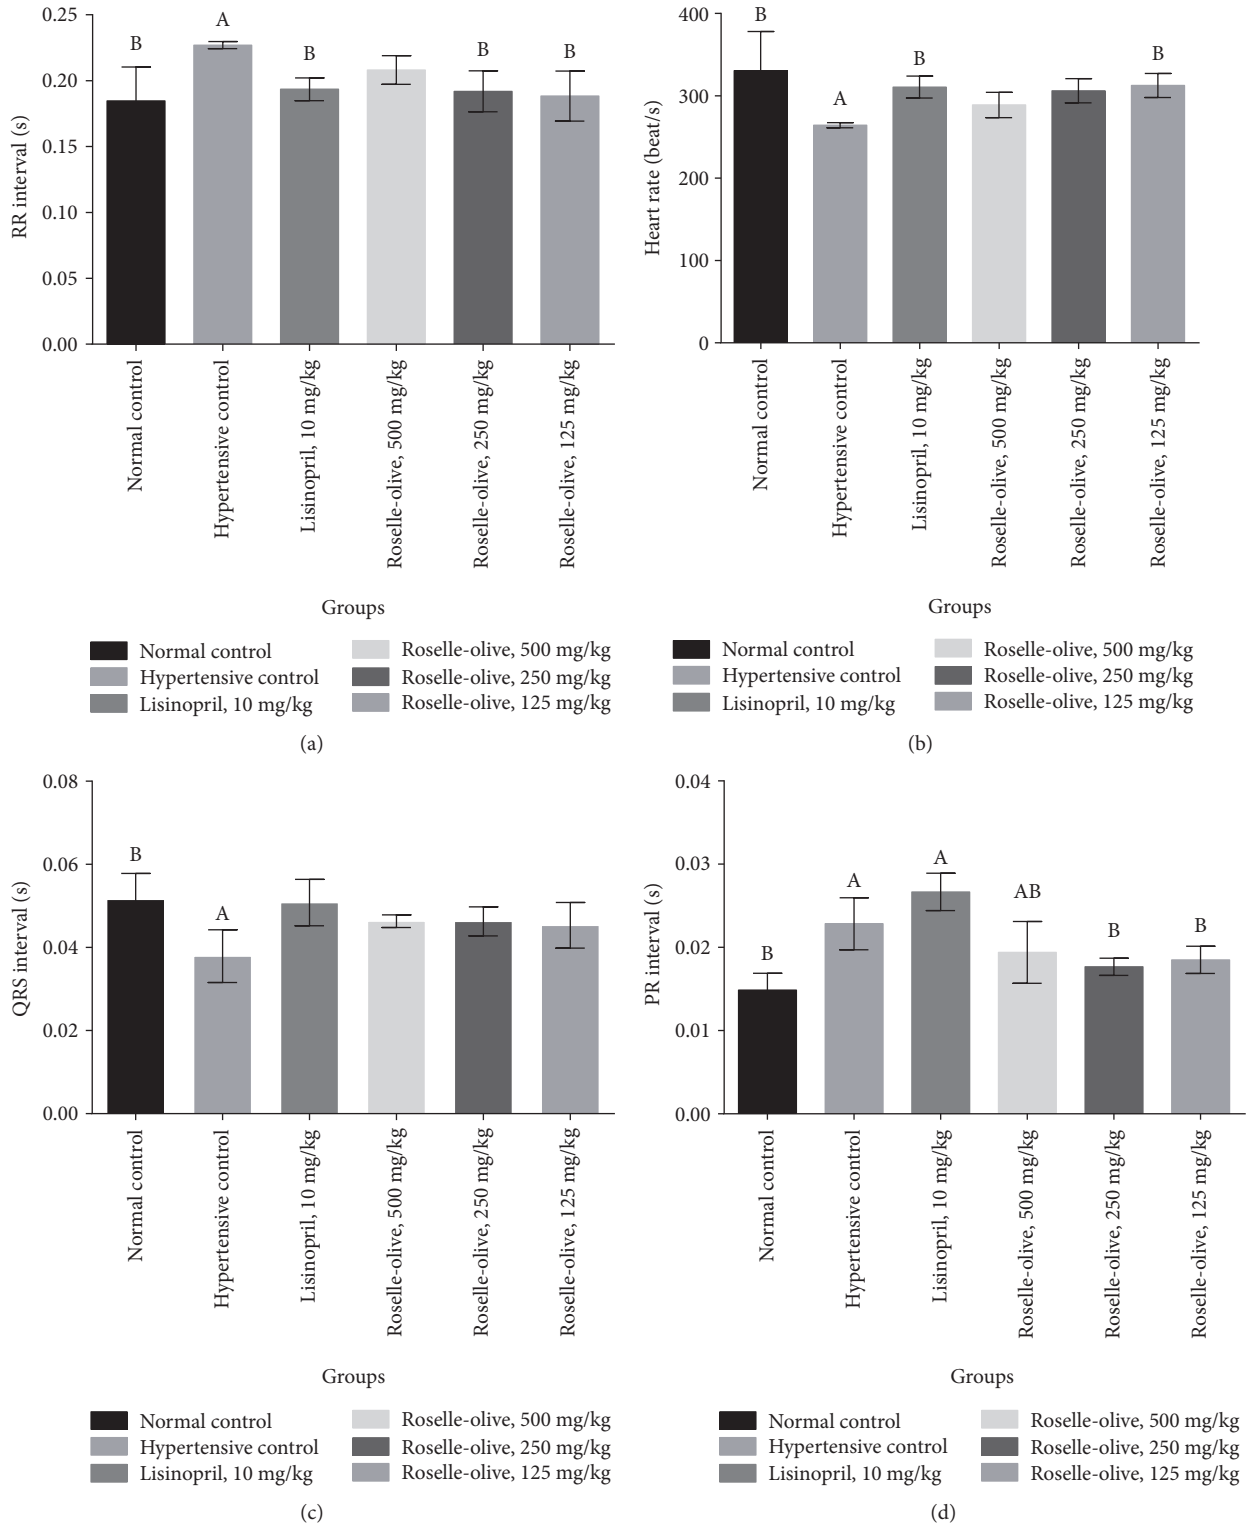 0.25
0.20
0.15
0.10
0.05
0.00
RR interval (s)
B
A
B
B
B
Normal control
Hypertensive control
Lisinopril, 10 mg/kg
Roselle-olive, 500 mg/kg
Roselle-olive, 250 mg/kg
Roselle-olive, 125 mg/kg
Groups
Normal control
Hypertensive control
Lisinopril, 10 mg/kg
Roselle-olive, 500 mg/kg
Roselle-olive, 250 mg/kg
Roselle-olive, 125 mg/kg
(a)
400
300
200
100
0
Heart rate (beat/s)
B
A
B
B
Normal control
Hypertensive control
Lisinopril, 10 mg/kg
Roselle-olive, 500 mg/kg
Roselle-olive, 250 mg/kg
Roselle-olive, 125 mg/kg
Groups
Normal control
Hypertensive control
Lisinopril, 10 mg/kg
Roselle-olive, 500 mg/kg
Roselle-olive, 250 mg/kg
Roselle-olive, 125 mg/kg
(b)
0.08
0.06
0.04
0.02
0.00
QRS interval (s)
B
A
Normal control
Hypertensive control
Lisinopril, 10 mg/kg
Roselle-olive, 500 mg/kg
Roselle-olive, 250 mg/kg
Roselle-olive, 125 mg/kg
Groups
Normal control
Hypertensive control
Lisinopril, 10 mg/kg
Roselle-olive, 500 mg/kg
Roselle-olive, 250 mg/kg
Roselle-olive, 125 mg/kg
(c)
0.04
0.03
0.02
0.01
0.00
PR interval (s)
B
A
A
AB
B
B
Normal control
Hypertensive control
Lisinopril, 10 mg/kg
Roselle-olive, 500 mg/kg
Roselle-olive, 250 mg/kg
Roselle-olive, 125 mg/kg
Groups
Normal control
Hypertensive control
Lisinopril, 10 mg/kg
Roselle-olive, 500 mg/kg
Roselle-olive, 250 mg/kg
Roselle-olive, 125 mg/kg
(d)